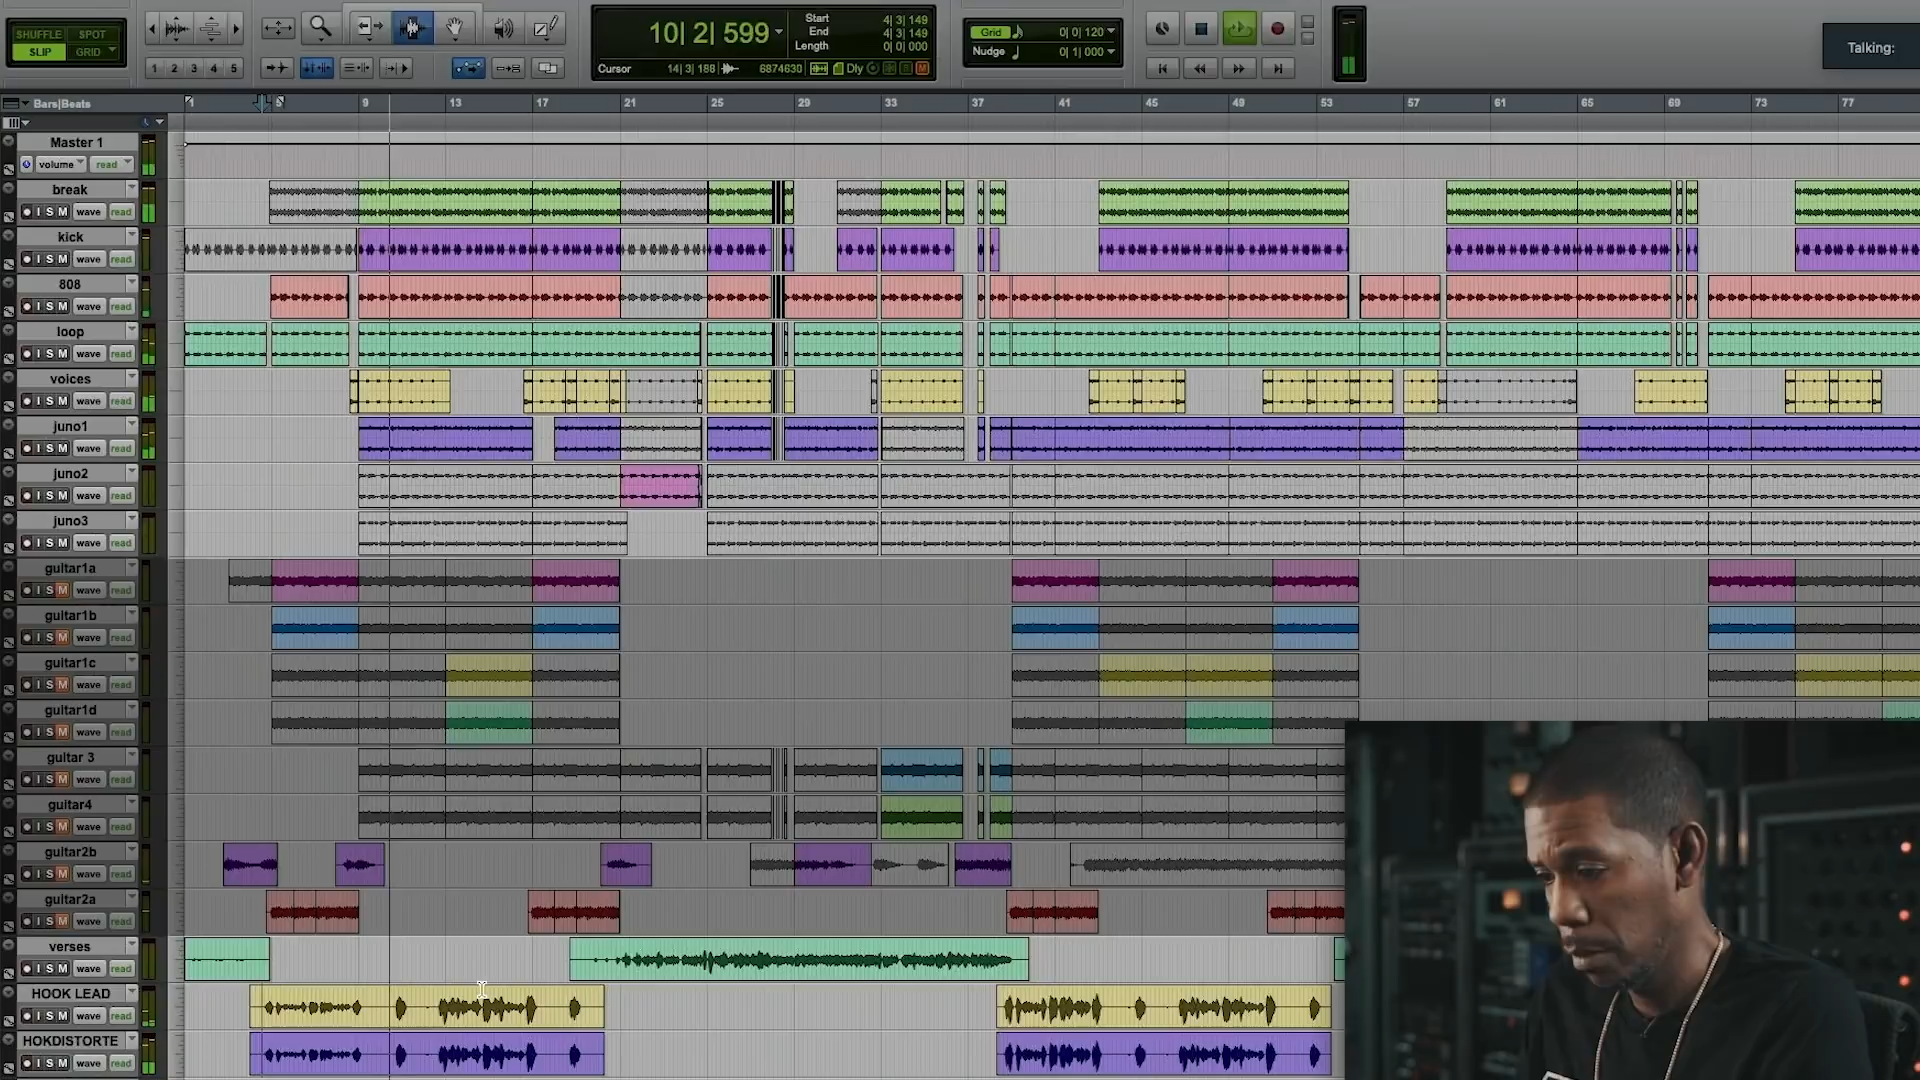 SHUFFLE SPOT
SLIP GRID
1 2 3 4 5
10| 2| 599
Start 4| 3| 149
End 4| 3| 149
Length 0| 0| 000
Cursor 14| 3| 188 6874630 Dly
Grid 0| 0| 120
Nudge 0| 1| 000
Talking:
Bars|Beats
9 13 17 21 25 29 33 37 41 45 49 53 57 61 65 69 73 77
Master 1
volume read
break
I S M wave read
kick
I S M wave read
808
I S M wave read
loop
I S M wave read
voices
I S M wave read
juno1
I S M wave read
juno2
I S M wave read
juno3
I S M wave read
guitar1a
I S M wave read
guitar1b
I S M wave read
guitar1c
I S M wave read
guitar1d
I S M wave read
guitar 3
I S M wave read
guitar4
I S M wave read
guitar2b
I S M wave read
guitar2a
I S M wave read
verses
I S M wave read
HOOK LEAD
I S M wave read
HOKDISTORTE
I S M wave read